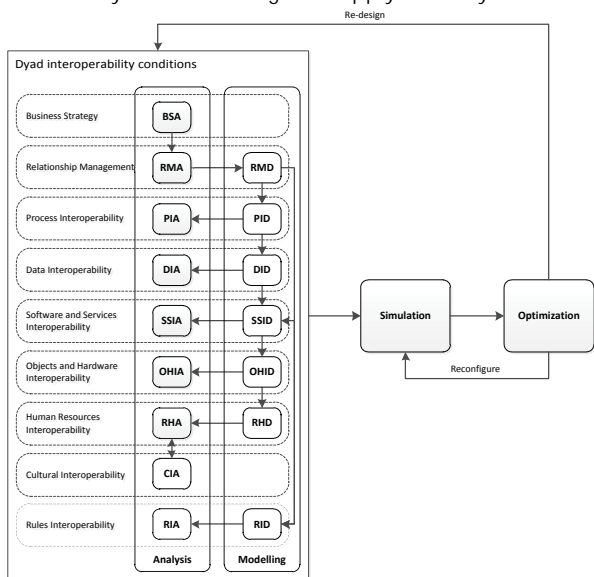 Re-design
Dyad interoperability conditions
Business Strategy
BSA
Relationship Management
RMA
RMD
Process Interoperability
PIA
PID
Data Interoperability
DIA
DID
Software and Services
Interoperability
SSIA
SSID
Simulation
Optimization
Objects and Hardware
Interoperability
OHIA
OHID
Reconfigure
Human Resources
Interoperability
RHA
RHD
Cultural Interoperability
CIA
Rules Interoperability
RIA
RID
Analysis
Modelling